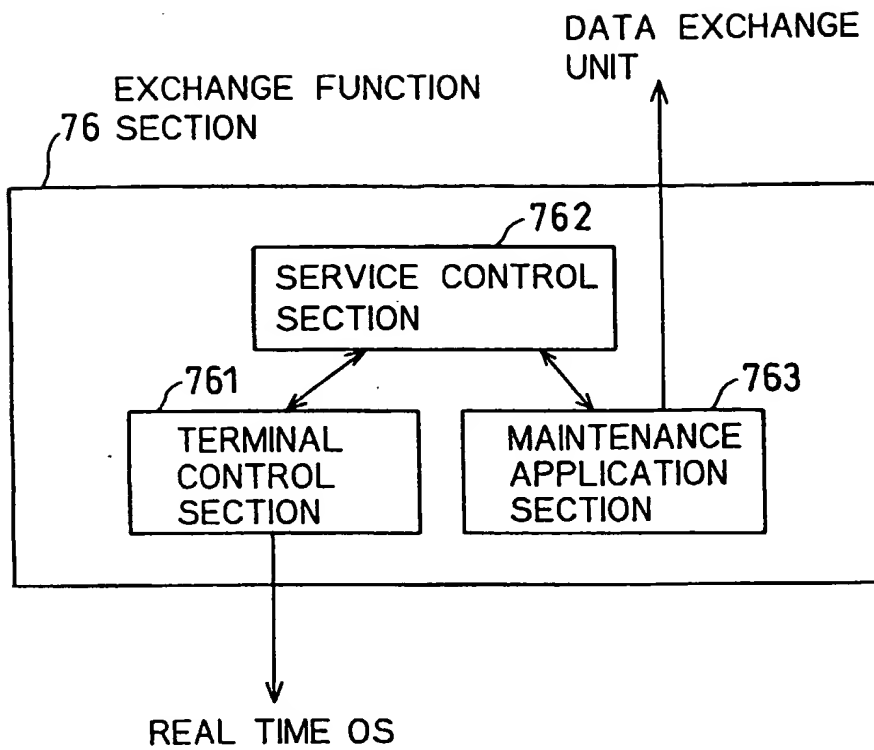 DATA EXCHANGE
UNIT
EXCHANGE FUNCTION
76 SECTION
762
SERVICE CONTROL
SECTION
761
763
TERMINAL
CONTROL
SECTION
MAINTENANCE
APPLICATION
SECTION
REAL TIME OS